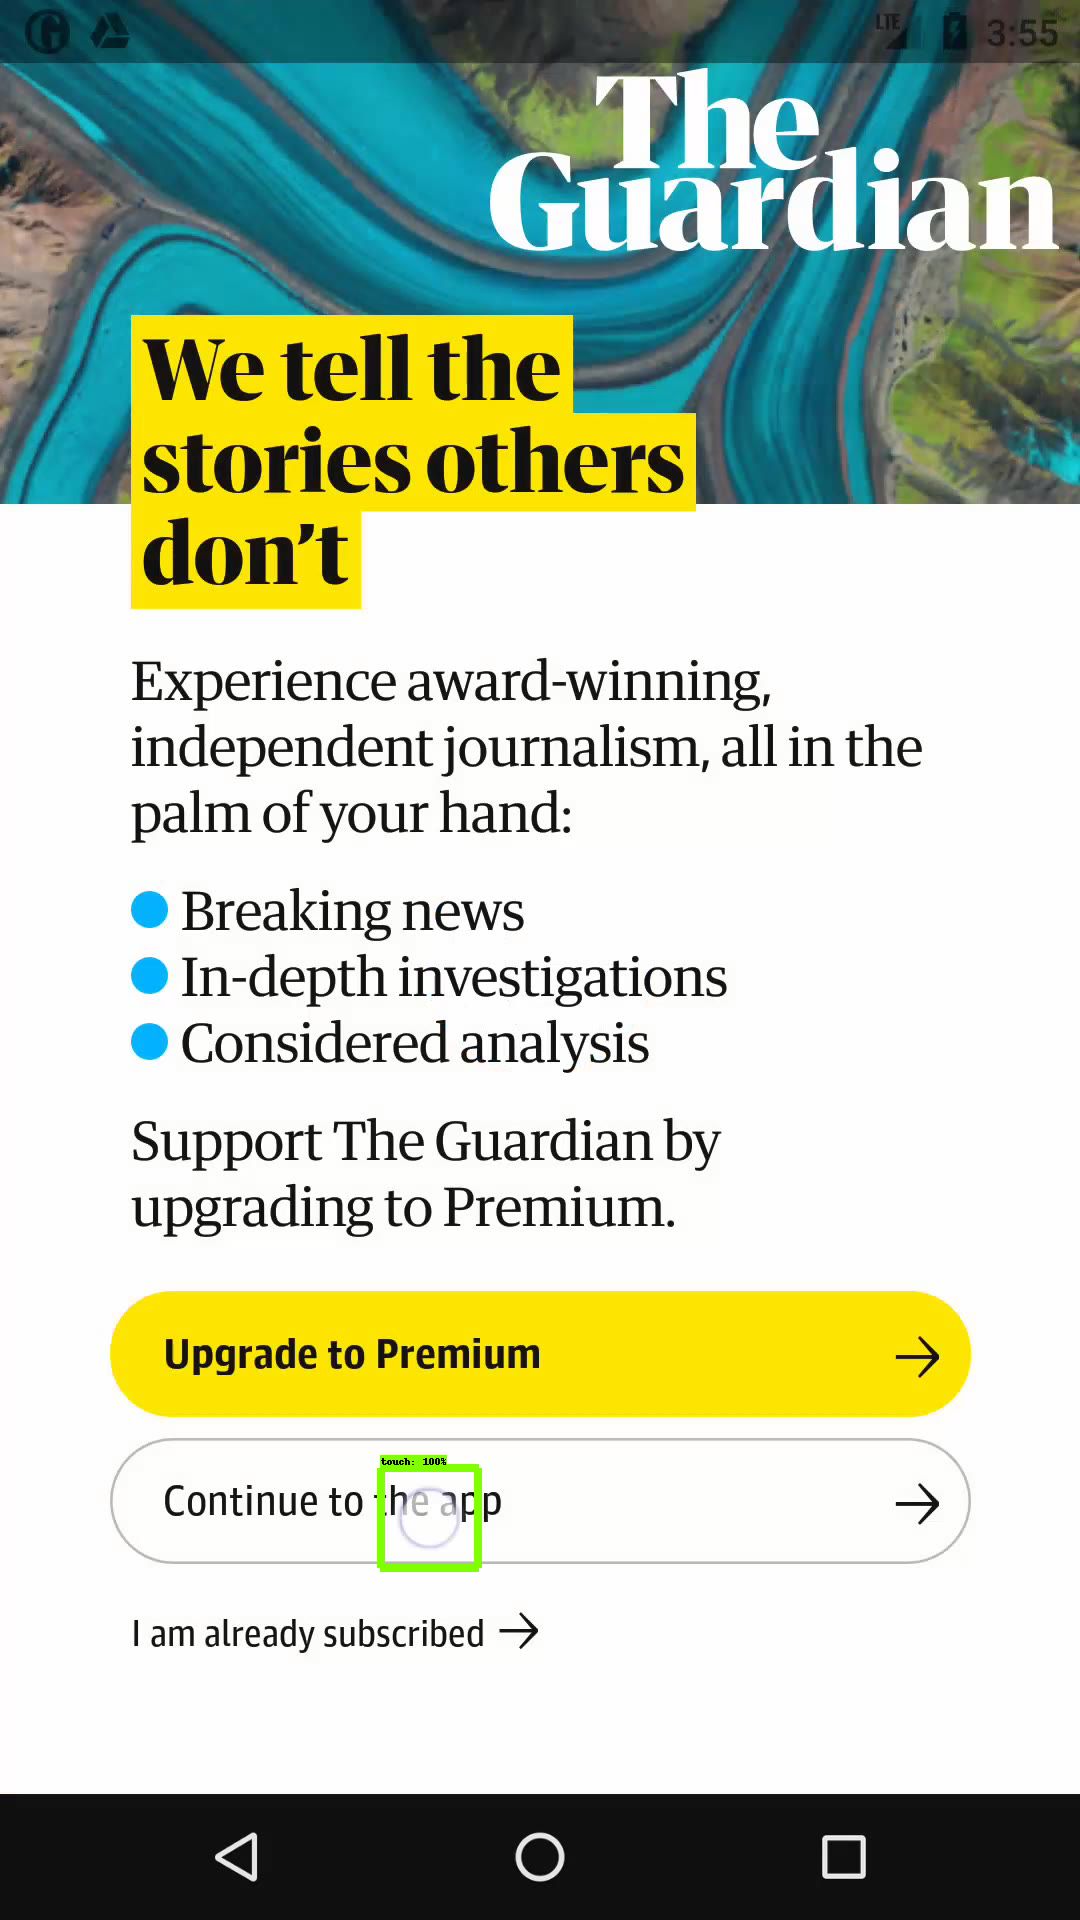 LTE 3:55
The
Guardian
We tell the
stories others
don’t
Experience award-winning,
independent journalism, all in the
palm of your hand:
Breaking news
In-depth investigations
Considered analysis
Support The Guardian by
upgrading to Premium.
Upgrade to Premium
touch: 100%
Continue to the app
I am already subscribed